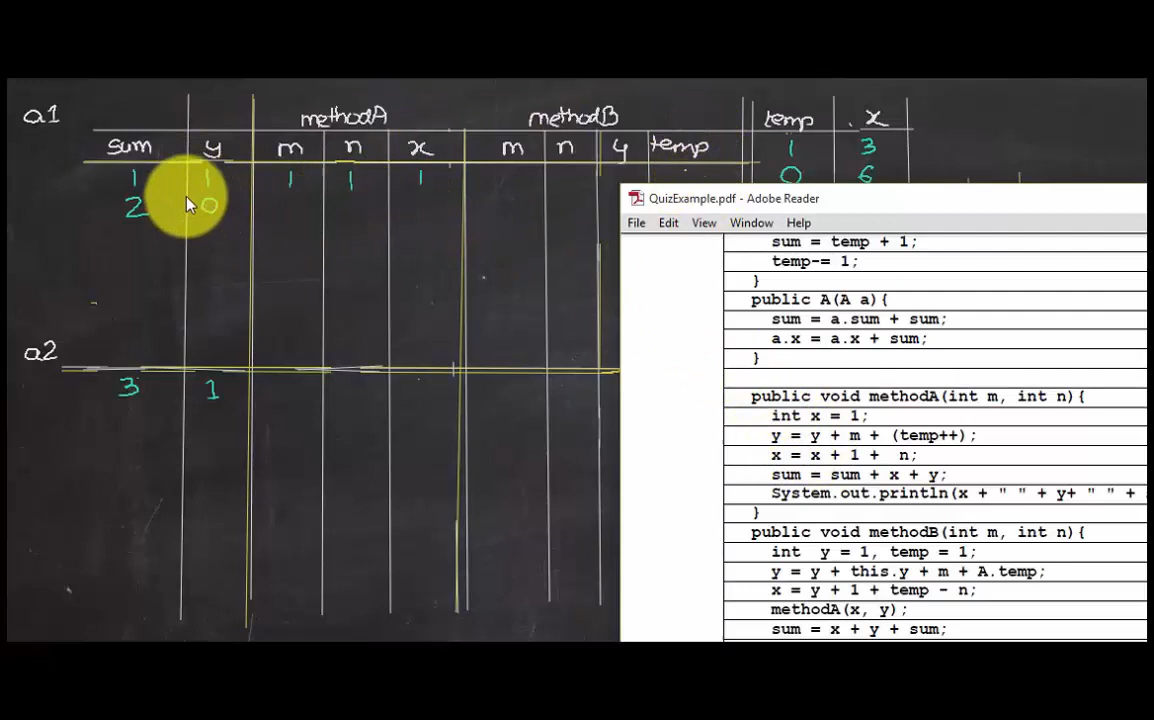 a1
methodA methodB temp x
sum y m n x m n y temp 1 3
1 1 1 1 1 0 6
2 0
a2
3 1
QuizExample.pdf - Adobe Reader
File Edit View Window Help
sum = temp + 1;
temp-= 1;
}
public A(A a){
sum = a.sum + sum;
a.x = a.x + sum;
}
public void methodA(int m, int n){
int x = 1;
y = y + m + (temp++);
x = x + 1 + n;
sum = sum + x + y;
System.out.println(x + " " + y+ " " +
}
public void methodB(int m, int n){
int y = 1, temp = 1;
y = y + this.y + m + A.temp;
x = y + 1 + temp - n;
methodA(x, y);
sum = x + y + sum;